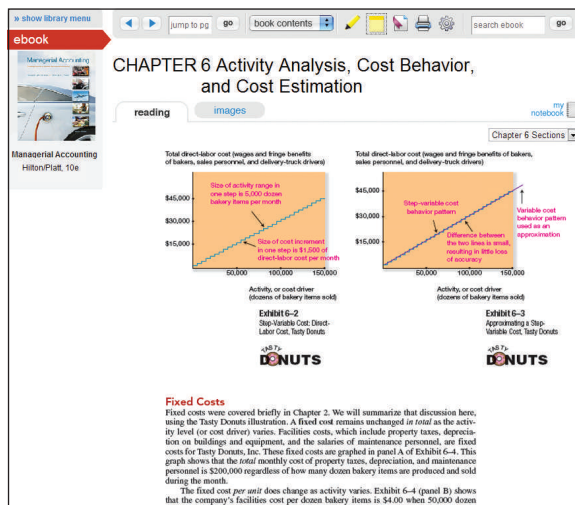 » show library menu
jump to pg
go
book contents
search ebook
go
ebook
Managerial Accounting
Managerial Accounting
Hilton/Platt, 10e
CHAPTER 6 Activity Analysis, Cost Behavior,
and Cost Estimation
reading
images
my
notebook
Chapter 6 Sections
Total direct-labor cost (wages and fringe benefits
of bakers, sales personnel, and delivery-truck drivers)
Size of activity range in
one step is 5,000 dozen
bakery items per month
$45,000
$30,000
$15,000
Size of cost increment
in one step is $1,500 of
direct-labor cost per month
50,000
100,000
150,000
Activity, or cost driver
(dozens of bakery items sold)
Exhibit 6–2
Step-Variable Cost: Direct-
Labor Cost, Tasty Donuts
TASTY
DONUTS
Total direct-labor cost (wages and fringe benefits
of bakers, sales personnel, and delivery-truck drivers)
$45,000
$30,000
$15,000
Step-variable cost
behavior pattern
Variable cost
behavior pattern
used as an
approximation
Difference between
the two lines is small,
resulting in little loss
of accuracy
50,000
100,000
150,000
Activity, or cost driver
(dozens of bakery items sold)
Exhibit 6–3
Approximating a Step-
Variable Cost, Tasty Donuts
TASTY
DONUTS
Fixed Costs
Fixed costs were covered briefly in Chapter 2. We will summarize that discussion here,
using the Tasty Donuts illustration. A fixed cost remains unchanged in total as the activ-
ity level (or cost driver) varies. Facilities costs, which include property taxes, deprecia-
tion on buildings and equipment, and the salaries of maintenance personnel, are fixed
costs for Tasty Donuts, Inc. These fixed costs are graphed in panel A of Exhibit 6–4. This
graph shows that the total monthly cost of property taxes, depreciation, and maintenance
personnel is $200,000 regardless of how many dozen bakery items are produced and sold
during the month.
The fixed cost per unit does change as activity varies. Exhibit 6–4 (panel B) shows
that the company's facilities cost per dozen bakery items is $4.00 when 50,000 dozen